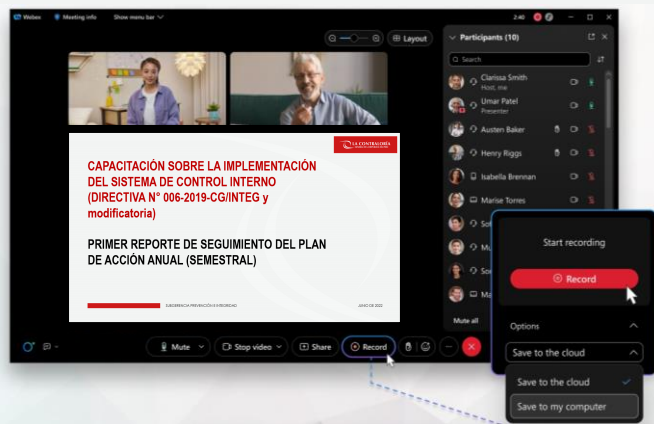 Webex
Meeting info
Show menu bar
2:40
Layout
Participants (10)
Search
Clarissa Smith
Host, me
Umar Patel
Presenter
Austen Baker
Henry Riggs
Isabella Brennan
Marise Torres
Mute all
LA CONTRALORÍA
CAPACITACIÓN SOBRE LA IMPLEMENTACIÓN
DEL SISTEMA DE CONTROL INTERNO
(DIRECTIVA N° 006-2019-CG/INTEG y
modificatoria)
PRIMER REPORTE DE SEGUIMIENTO DEL PLAN
DE ACCIÓN ANUAL (SEMESTRAL)
JUNIO DE 2022
Mute
Stop video
Share
Record
Start recording
Record
Options
Save to the cloud
Save to the cloud
Save to my computer